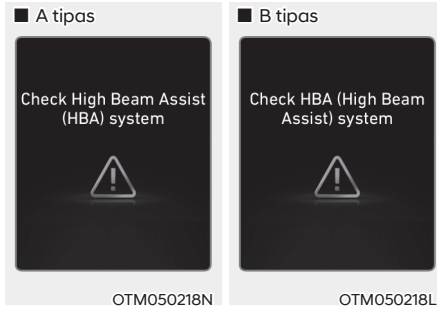 ■ A tipas
Check High Beam Assist
(HBA) system
OTM050218N
■ B tipas
Check HBA (High Beam
Assist) system
OTM050218L